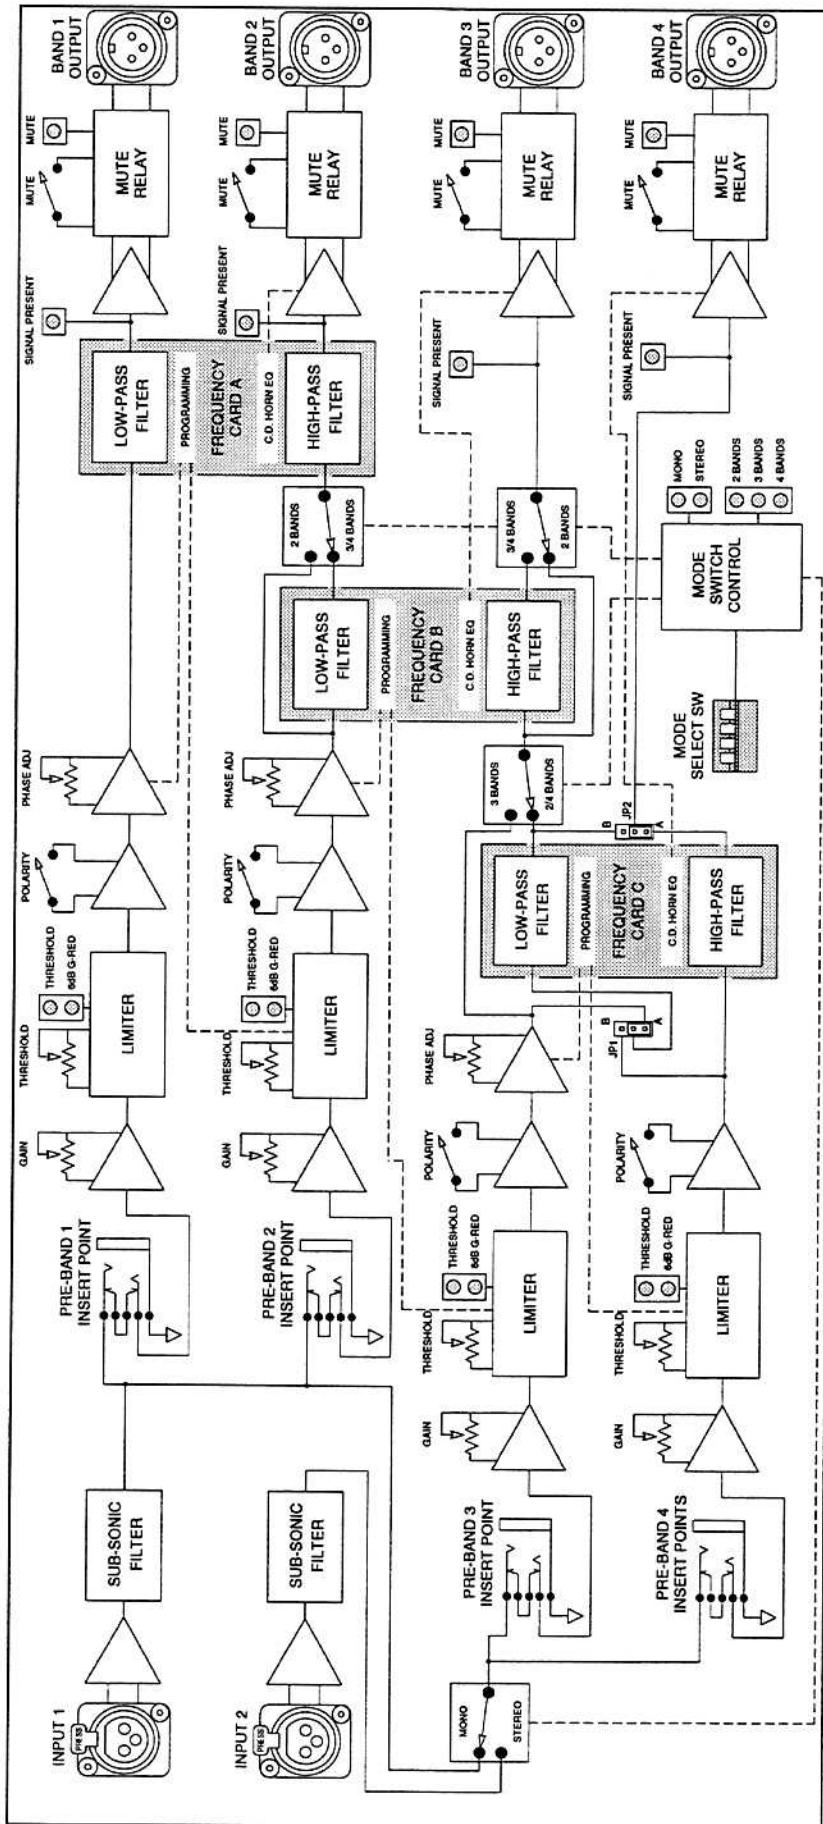 INPUT 1
PRESS
SUB-SONIC
FILTER
PRE-BAND 1
INSERT POINT
GAIN
THRESHOLD
LIMITER
THRESHOLD
6dB G-RED
POLARITY
PHASE ADJ
LOW-PASS
FILTER
PROGRAMMING
FREQUENCY
CARD A
C.D. HORN EQ
HIGH-PASS
FILTER
SIGNAL PRESENT
MUTE
MUTE
MUTE
RELAY
BAND 1
OUTPUT
INPUT 2
PRESS
SUB-SONIC
FILTER
PRE-BAND 2
INSERT POINT
GAIN
THRESHOLD
LIMITER
THRESHOLD
6dB G-RED
POLARITY
PHASE ADJ
LOW-PASS
FILTER
PROGRAMMING
FREQUENCY
CARD B
C.D. HORN EQ
HIGH-PASS
FILTER
2 BANDS
3/4 BANDS
SIGNAL PRESENT
MUTE
MUTE
MUTE
RELAY
BAND 2
OUTPUT
MONO
STEREO
PRE-BAND 3
INSERT POINT
GAIN
THRESHOLD
LIMITER
THRESHOLD
6dB G-RED
POLARITY
PHASE ADJ
LOW-PASS
FILTER
PROGRAMMING
FREQUENCY
CARD C
C.D. HORN EQ
HIGH-PASS
FILTER
3 BANDS
2/4 BANDS
3/4 BANDS
2 BANDS
SIGNAL PRESENT
MUTE
MUTE
MUTE
RELAY
BAND 3
OUTPUT
PRE-BAND 4
INSERT POINTS
GAIN
THRESHOLD
LIMITER
THRESHOLD
6dB G-RED
POLARITY
JP1
B
A
B
JP2
A
MODE
SELECT SW
MODE
SWITCH
CONTROL
MONO
STEREO
2 BANDS
3 BANDS
4 BANDS
SIGNAL PRESENT
MUTE
MUTE
MUTE
RELAY
BAND 4
OUTPUT